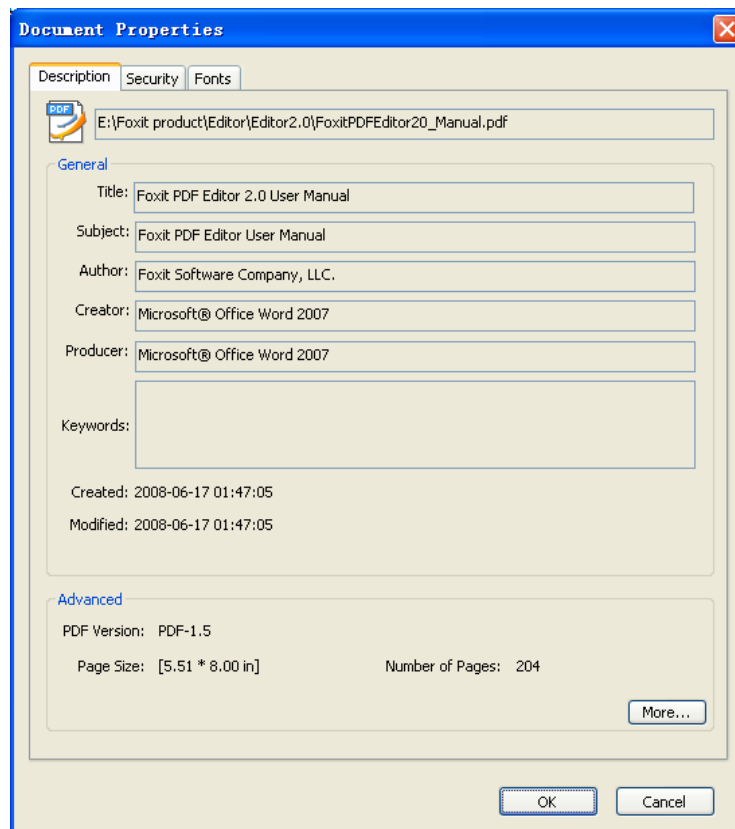 Document Properties
Description Security Fonts
PDF
E:\Foxit product\Editor\Editor2.0\FoxitPDFEditor20_Manual.pdf
General
Title: Foxit PDF Editor 2.0 User Manual
Subject: Foxit PDF Editor User Manual
Author: Foxit Software Company, LLC.
Creator: Microsoft® Office Word 2007
Producer: Microsoft® Office Word 2007
Keywords:
Created: 2008-06-17 01:47:05
Modified: 2008-06-17 01:47:05
Advanced
PDF Version: PDF-1.5
Page Size: [5.51 * 8.00 in] Number of Pages: 204
More...
OK Cancel